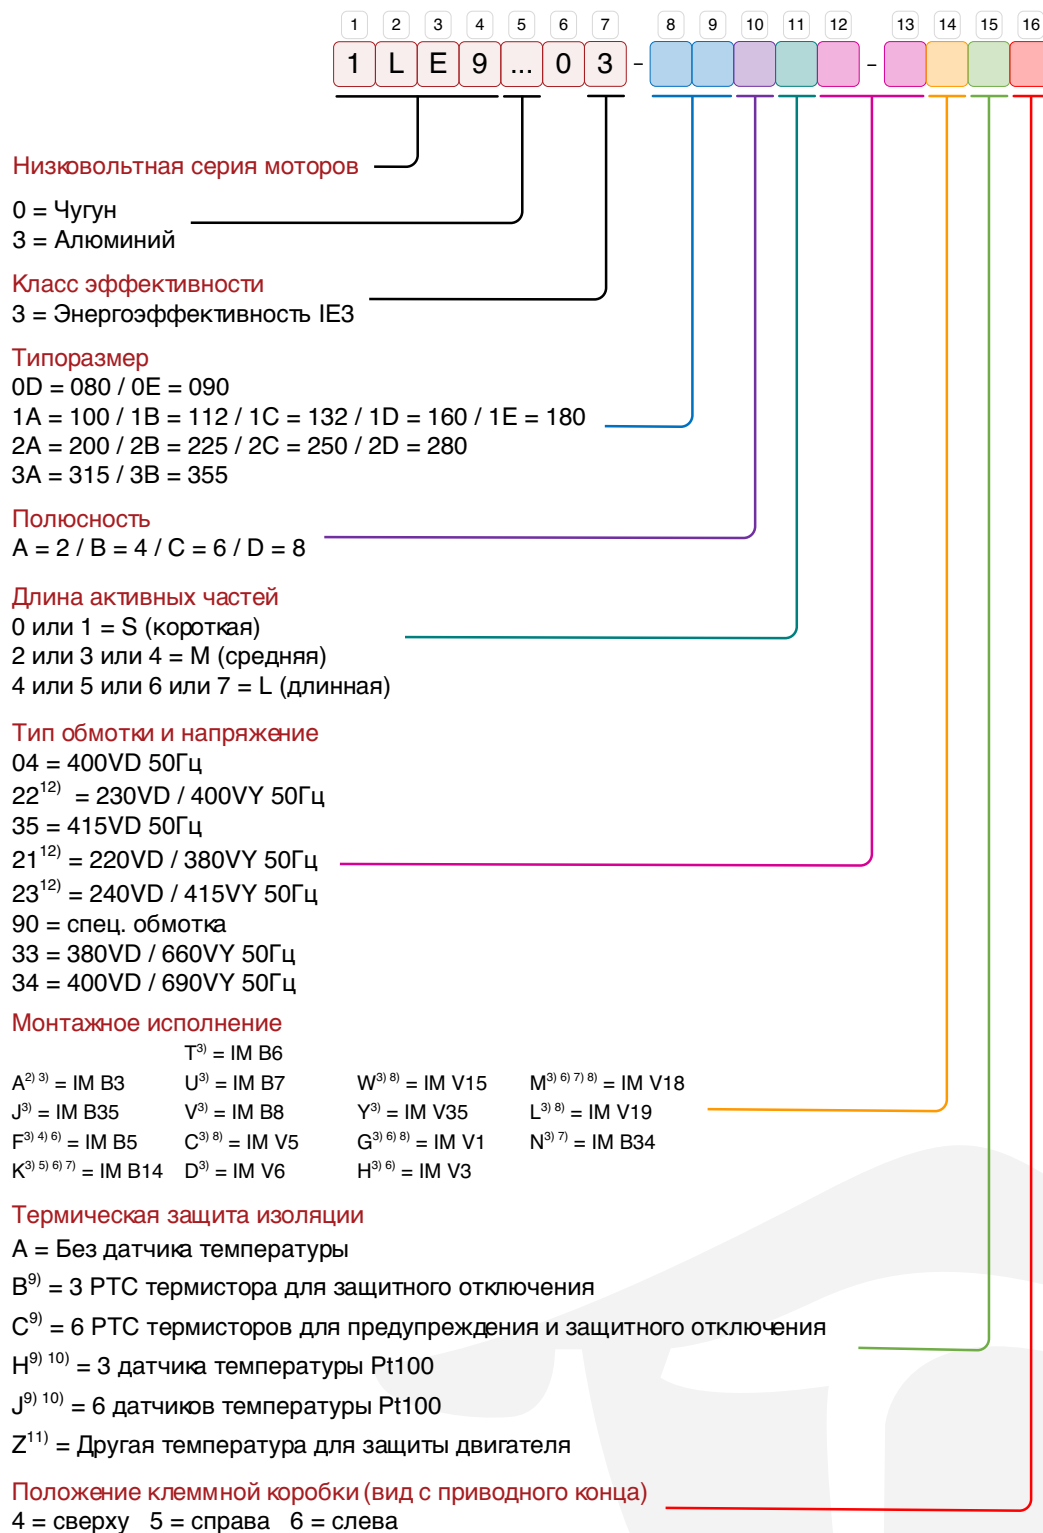 1 2 3 4 5 6 7 8 9 10 11 12 13 14 15 16
1 L E 9 ... 0 3 - -
Низковольтная серия моторов
0 = Чугун
3 = Алюминий
Класс эффективности
3 = Энергоэффективность IE3
Типоразмер
0D = 080 / 0E = 090
1A = 100 / 1B = 112 / 1C = 132 / 1D = 160 / 1E = 180
2A = 200 / 2B = 225 / 2C = 250 / 2D = 280
3A = 315 / 3B = 355
Полюсность
A = 2 / B = 4 / C = 6 / D = 8
Длина активных частей
0 или 1 = S (короткая)
2 или 3 или 4 = M (средняя)
4 или 5 или 6 или 7 = L (длинная)
Тип обмотки и напряжение
04 = 400VD 50Гц
22¹²⁾ = 230VD / 400VY 50Гц
35 = 415VD 50Гц
21¹²⁾ = 220VD / 380VY 50Гц
23¹²⁾ = 240VD / 415VY 50Гц
90 = спец. обмотка
33 = 380VD / 660VY 50Гц
34 = 400VD / 690VY 50Гц
Монтажное исполнение
T³⁾ = IM B6
A²⁾ ³⁾ = IM B3 U³⁾ = IM B7 W³⁾ ⁸⁾ = IM V15 M³⁾ ⁶⁾ ⁷⁾ ⁸⁾ = IM V18
J³⁾ = IM B35 V³⁾ = IM B8 Y³⁾ = IM V35 L³⁾ ⁸⁾ = IM V19
F³⁾ ⁴⁾ ⁶⁾ = IM B5 C³⁾ ⁸⁾ = IM V5 G³⁾ ⁶⁾ ⁸⁾ = IM V1 N³⁾ ⁷⁾ = IM B34
K³⁾ ⁵⁾ ⁶⁾ ⁷⁾ = IM B14 D³⁾ = IM V6 H³⁾ ⁶⁾ = IM V3
Термическая защита изоляции
A = Без датчика температуры
B⁹⁾ = 3 PTC термистора для защитного отключения
C⁹⁾ = 6 PTC термисторов для предупреждения и защитного отключения
H⁹⁾ ¹⁰⁾ = 3 датчика температуры Pt100
J⁹⁾ ¹⁰⁾ = 6 датчиков температуры Pt100
Z¹¹⁾ = Другая температура для защиты двигателя
Положение клеммной коробки (вид с приводного конца)
4 = сверху 5 = справа 6 = слева